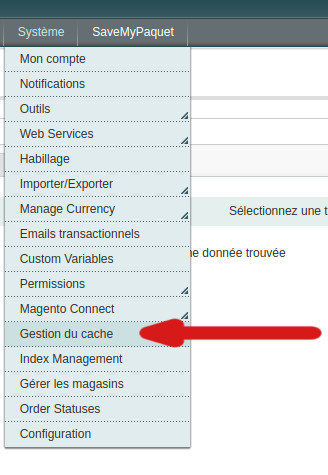 Système SaveMyPaquet
Mon compte
Notifications
Outils
Web Services
Habillage
Importer/Exporter
Manage Currency
Sélectionnez une t
Emails transactionnels
Custom Variables
ne donnée trouvée
Permissions
Magento Connect
Gestion du cache
Index Management
Gérer les magasins
Order Statuses
Configuration